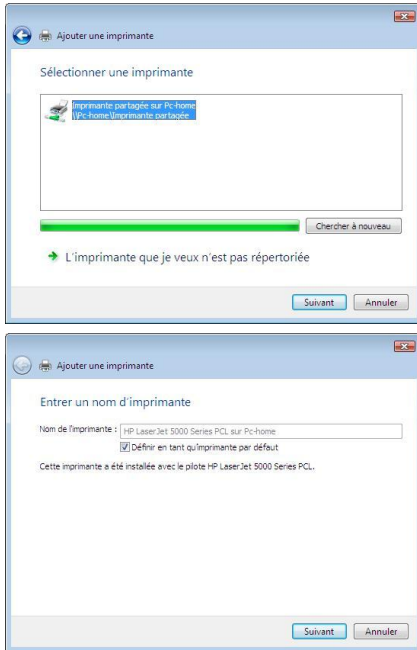 Ajouter une imprimante
Sélectionner une imprimante
Imprimante partagée sur Pc-home
\\Pc-home\Imprimante partagée
Chercher à nouveau
L'imprimante que je veux n'est pas répertoriée
Suivant Annuler
Ajouter une imprimante
Entrer un nom d'imprimante
Nom de l'imprimante : HP LaserJet 5000 Series PCL sur Pc-home
Définir en tant qu'imprimante par défaut
Cette imprimante a été installée avec le pilote HP LaserJet 5000 Series PCL.
Suivant Annuler